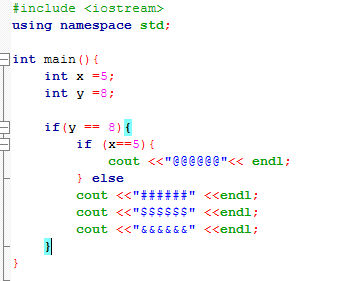 #include <iostream>
using namespace std;
int main(){
int x =5;
int y =8;
if(y == 8){
if (x==5){
cout <<"@@@@@@"<< endl;
} else
cout <<"######" <<endl;
cout <<"$$$$$$" <<endl;
cout <<"&&&&&&" <<endl;
}
}